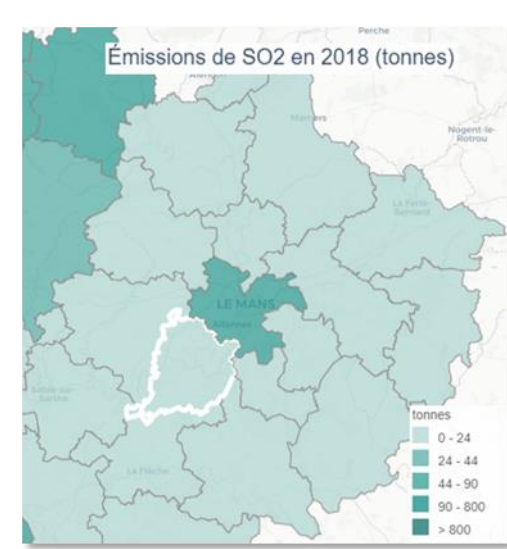 Perche
Émissions de SO2 en 2018 (tonnes)
Mamers
Nogent-le-
Rotrou
La Ferté-
Bernard
LE MANS
Allonnes
Sablé-sur-
Sarthe
La Flèche
tonnes
0 - 24
24 - 44
44 - 90
90 - 800
> 800